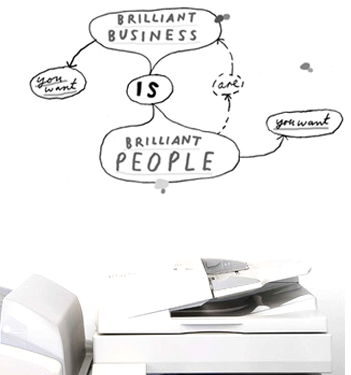 BRILLIANT
BUSINESS
you
want
IS
are
you want
BRILLIANT
PEOPLE